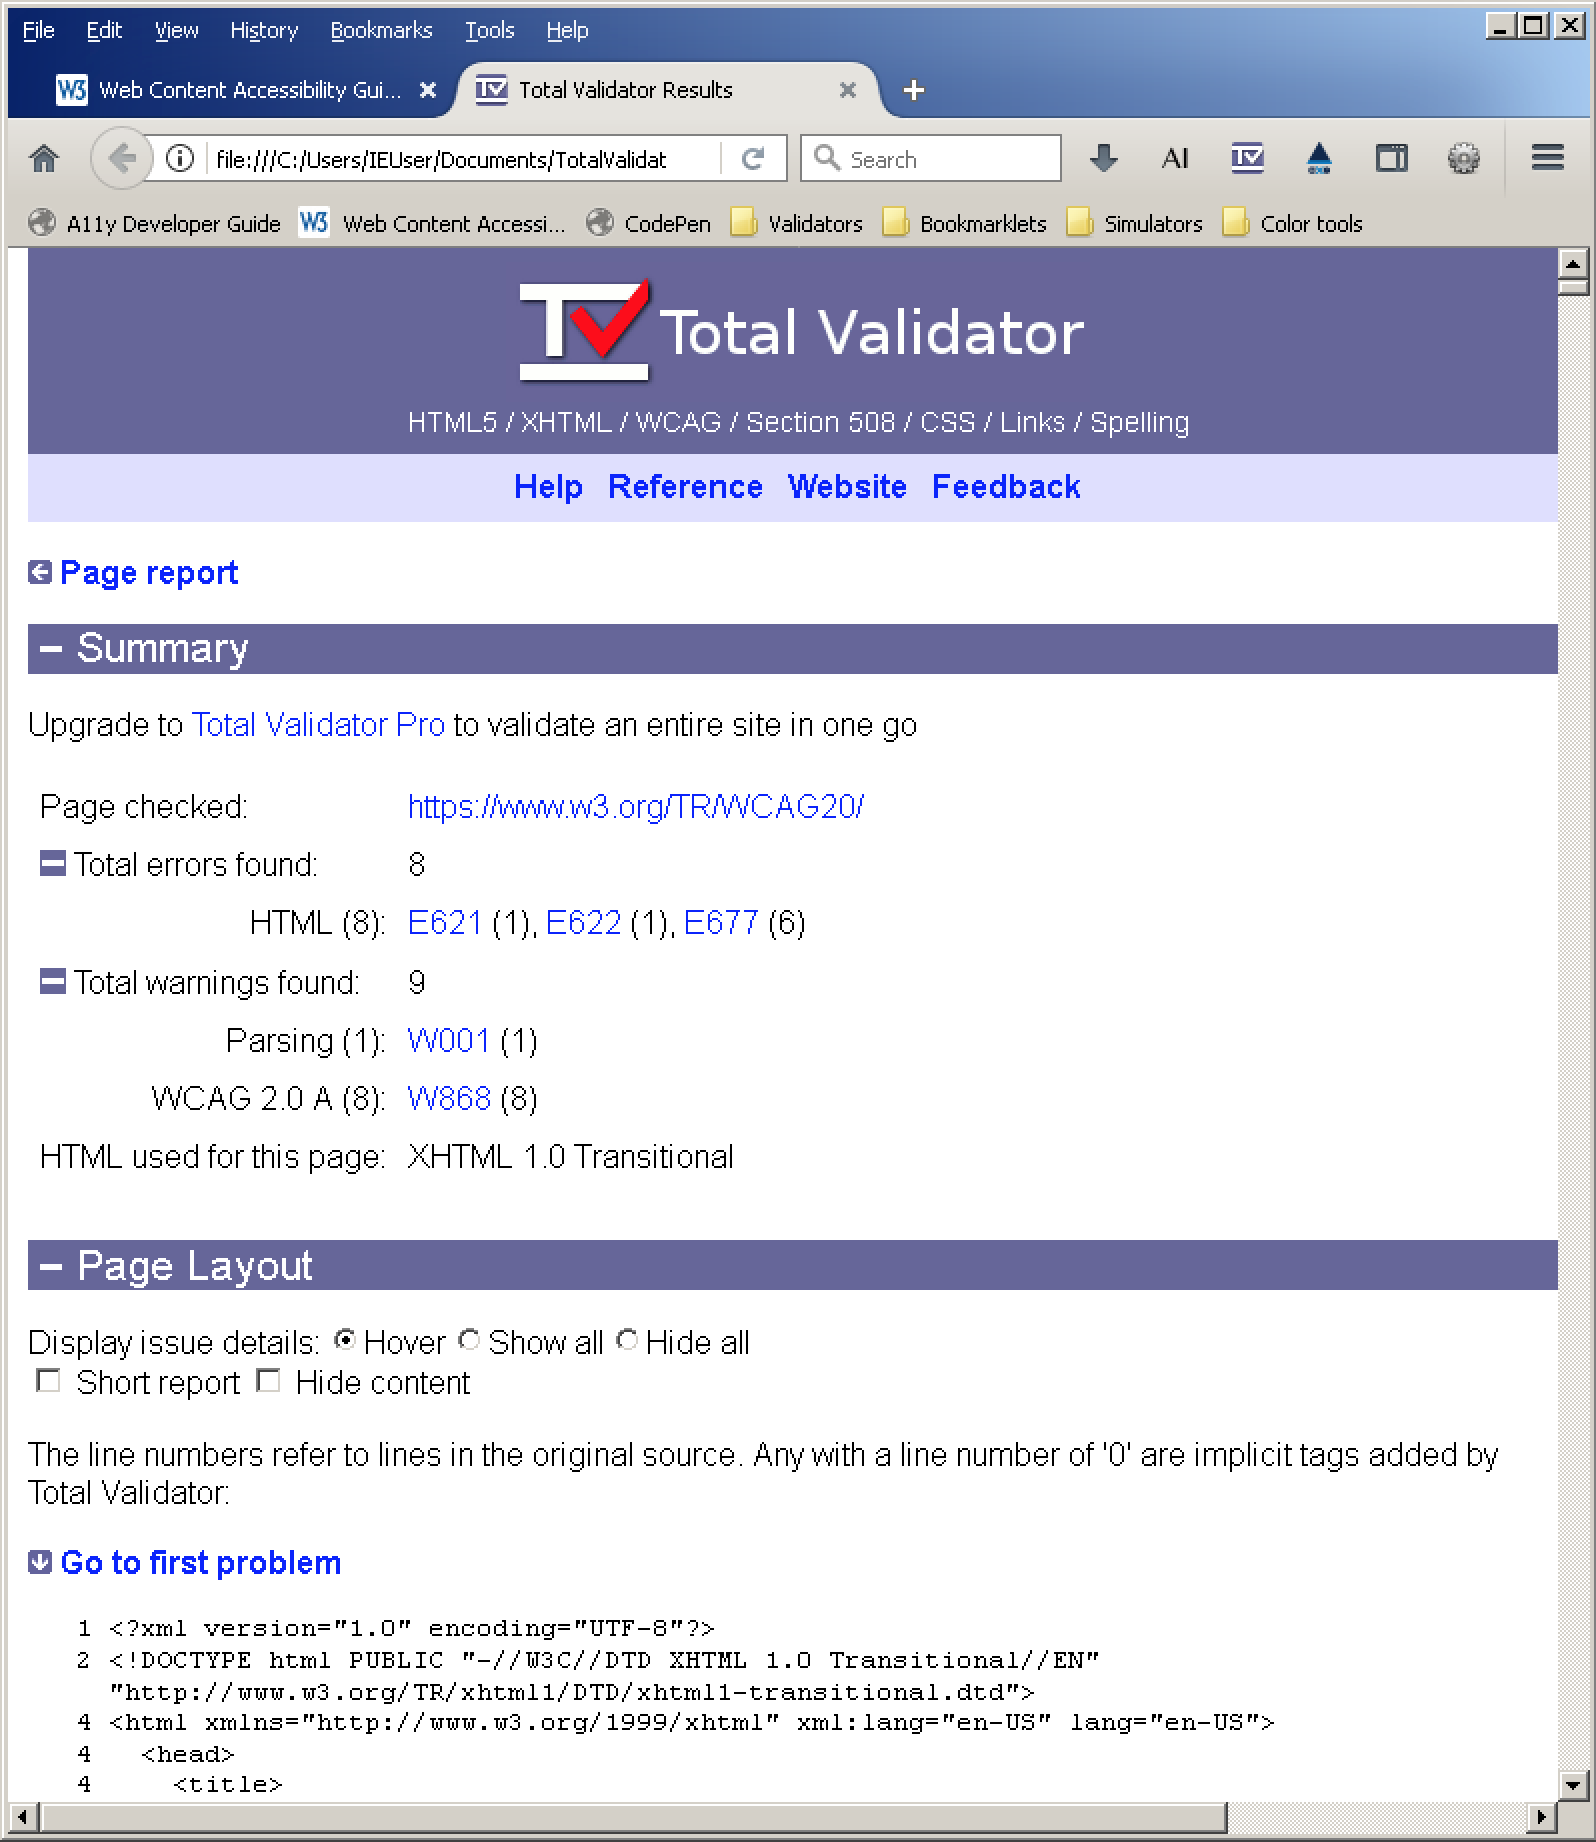 File Edit View History Bookmarks Tools Help
W3 Web Content Accessibility Gui... TV Total Validator Results
file:///C:/Users/IEUser/Documents/TotalValidat Search AI TV
A11y Developer Guide W3 Web Content Accessi... CodePen Validators Bookmarklets Simulators Color tools
TV Total Validator
HTML5 / XHTML / WCAG / Section 508 / CSS / Links / Spelling
Help Reference Website Feedback
Page report
– Summary
Upgrade to Total Validator Pro to validate an entire site in one go
Page checked: https://www.w3.org/TR/WCAG20/
Total errors found: 8
HTML (8): E621 (1), E622 (1), E677 (6)
Total warnings found: 9
Parsing (1): W001 (1)
WCAG 2.0 A (8): W868 (8)
HTML used for this page: XHTML 1.0 Transitional
– Page Layout
Display issue details: Hover Show all Hide all
Short report Hide content
The line numbers refer to lines in the original source. Any with a line number of '0' are implicit tags added by
Total Validator:
Go to first problem
1 <?xml version="1.0" encoding="UTF-8"?>
2 <!DOCTYPE html PUBLIC "-//W3C//DTD XHTML 1.0 Transitional//EN"
"http://www.w3.org/TR/xhtml1/DTD/xhtml1-transitional.dtd">
4 <html xmlns="http://www.w3.org/1999/xhtml" xml:lang="en-US" lang="en-US">
4 <head>
4 <title>